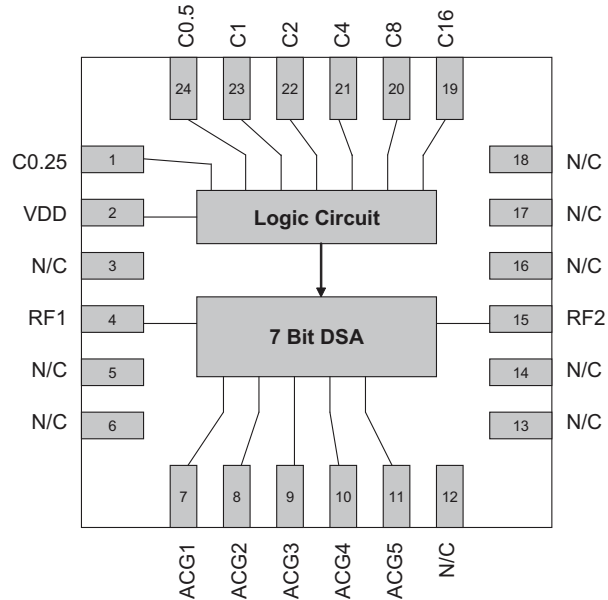 C0.5 C1 C2 C4 C8 C16
24 23 22 21 20 19
C0.25 1 18 N/C
VDD 2 Logic Circuit 17 N/C
N/C 3 16 N/C
RF1 4 7 Bit DSA 15 RF2
N/C 5 14 N/C
N/C 6 13 N/C
7 8 9 10 11 12
ACG1 ACG2 ACG3 ACG4 ACG5 N/C